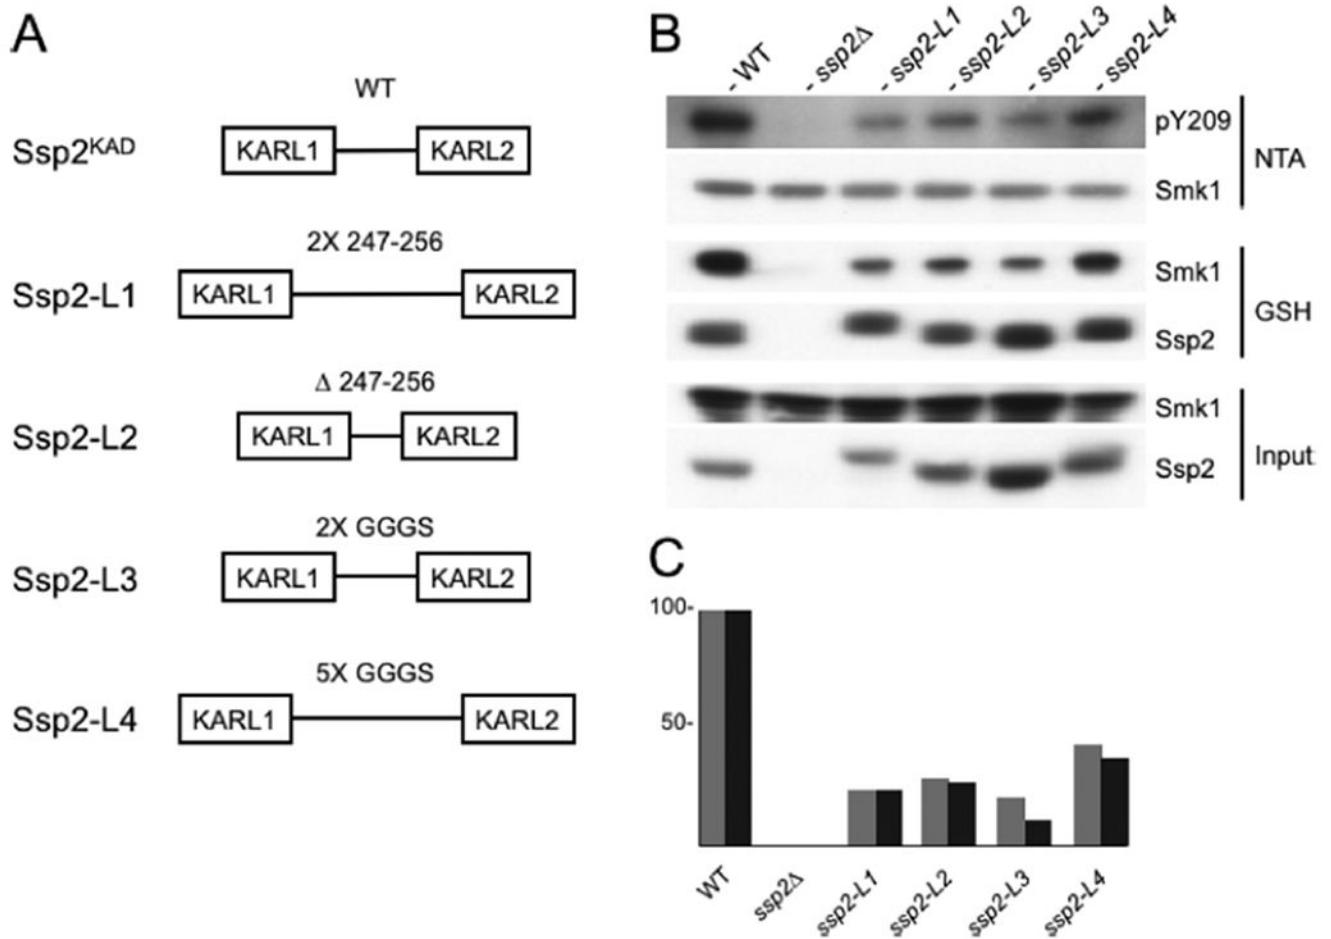 A
WT
Ssp2KAD
KARL1
KARL2
2X 247-256
Ssp2-L1
KARL1
KARL2
Δ 247-256
Ssp2-L2
KARL1
KARL2
2X GGGS
Ssp2-L3
KARL1
KARL2
5X GGGS
Ssp2-L4
KARL1
KARL2
B
- WT
- ssp2Δ
- ssp2-L1
- ssp2-L2
- ssp2-L3
- ssp2-L4
pY209
Smk1
NTA
Smk1
Ssp2
GSH
Smk1
Ssp2
Input
C
100-
50-
WT
ssp2Δ
ssp2-L1
ssp2-L2
ssp2-L3
ssp2-L4